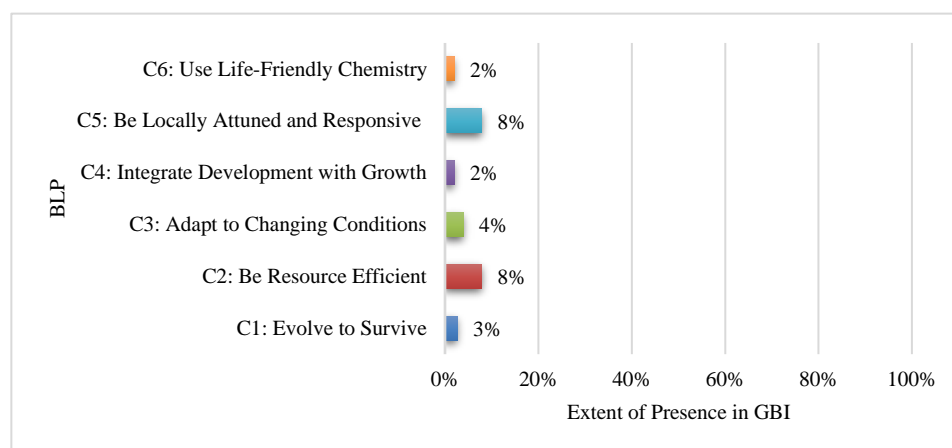 C6: Use Life-Friendly Chemistry 2%
C5: Be Locally Attuned and Responsive 8%
C4: Integrate Development with Growth 2%
C3: Adapt to Changing Conditions 4%
C2: Be Resource Efficient 8%
C1: Evolve to Survive 3%
BLP
0% 20% 40% 60% 80% 100%
Extent of Presence in GBI